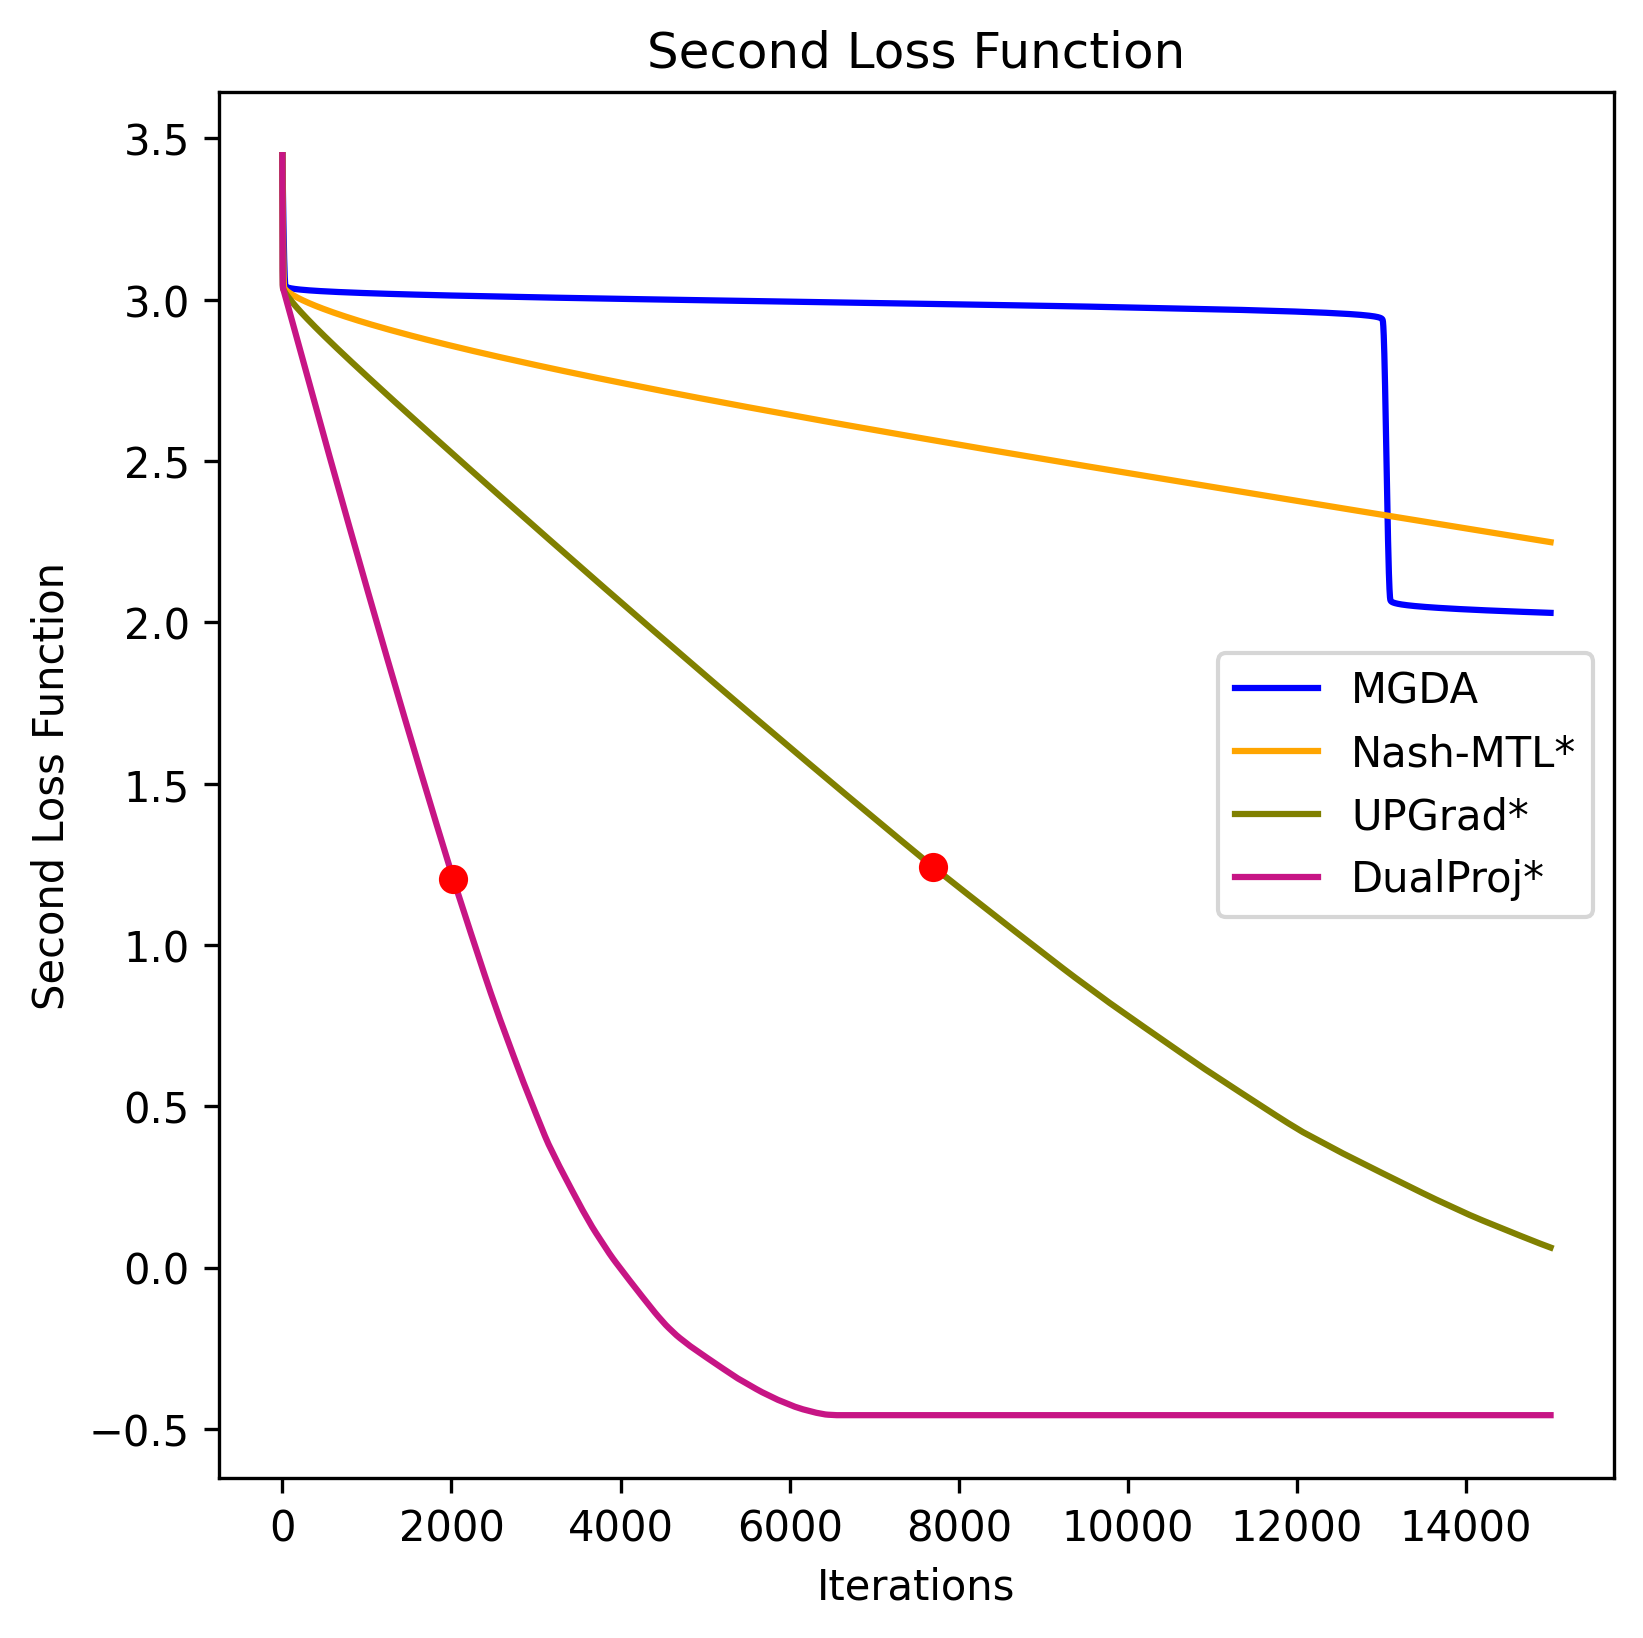 Second Loss Function
Second Loss Function
3.5
3.0
2.5
2.0
1.5
1.0
0.5
0.0
−0.5
MGDA
Nash-MTL*
UPGrad*
DualProj*
0 2000 4000 6000 8000 10000 12000 14000
Iterations